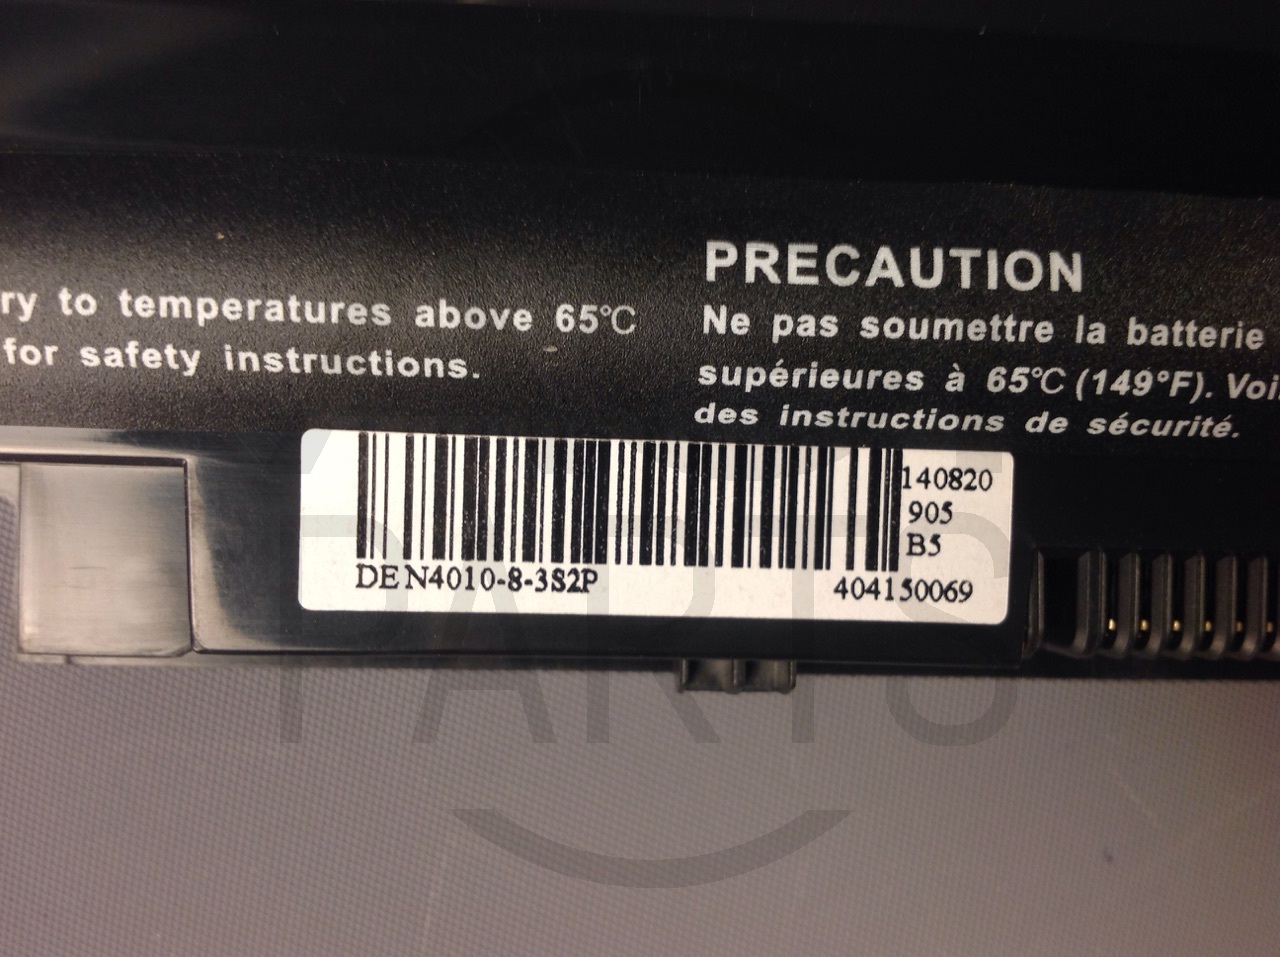 ry to temperatures above 65℃
for safety instructions.
PRECAUTION
Ne pas soumettre la batterie
supérieures à 65℃ (149°F). Voi
des instructions de sécurité.
140820
905
B5
DEN4010-8-3S2P
404150069
PARTS